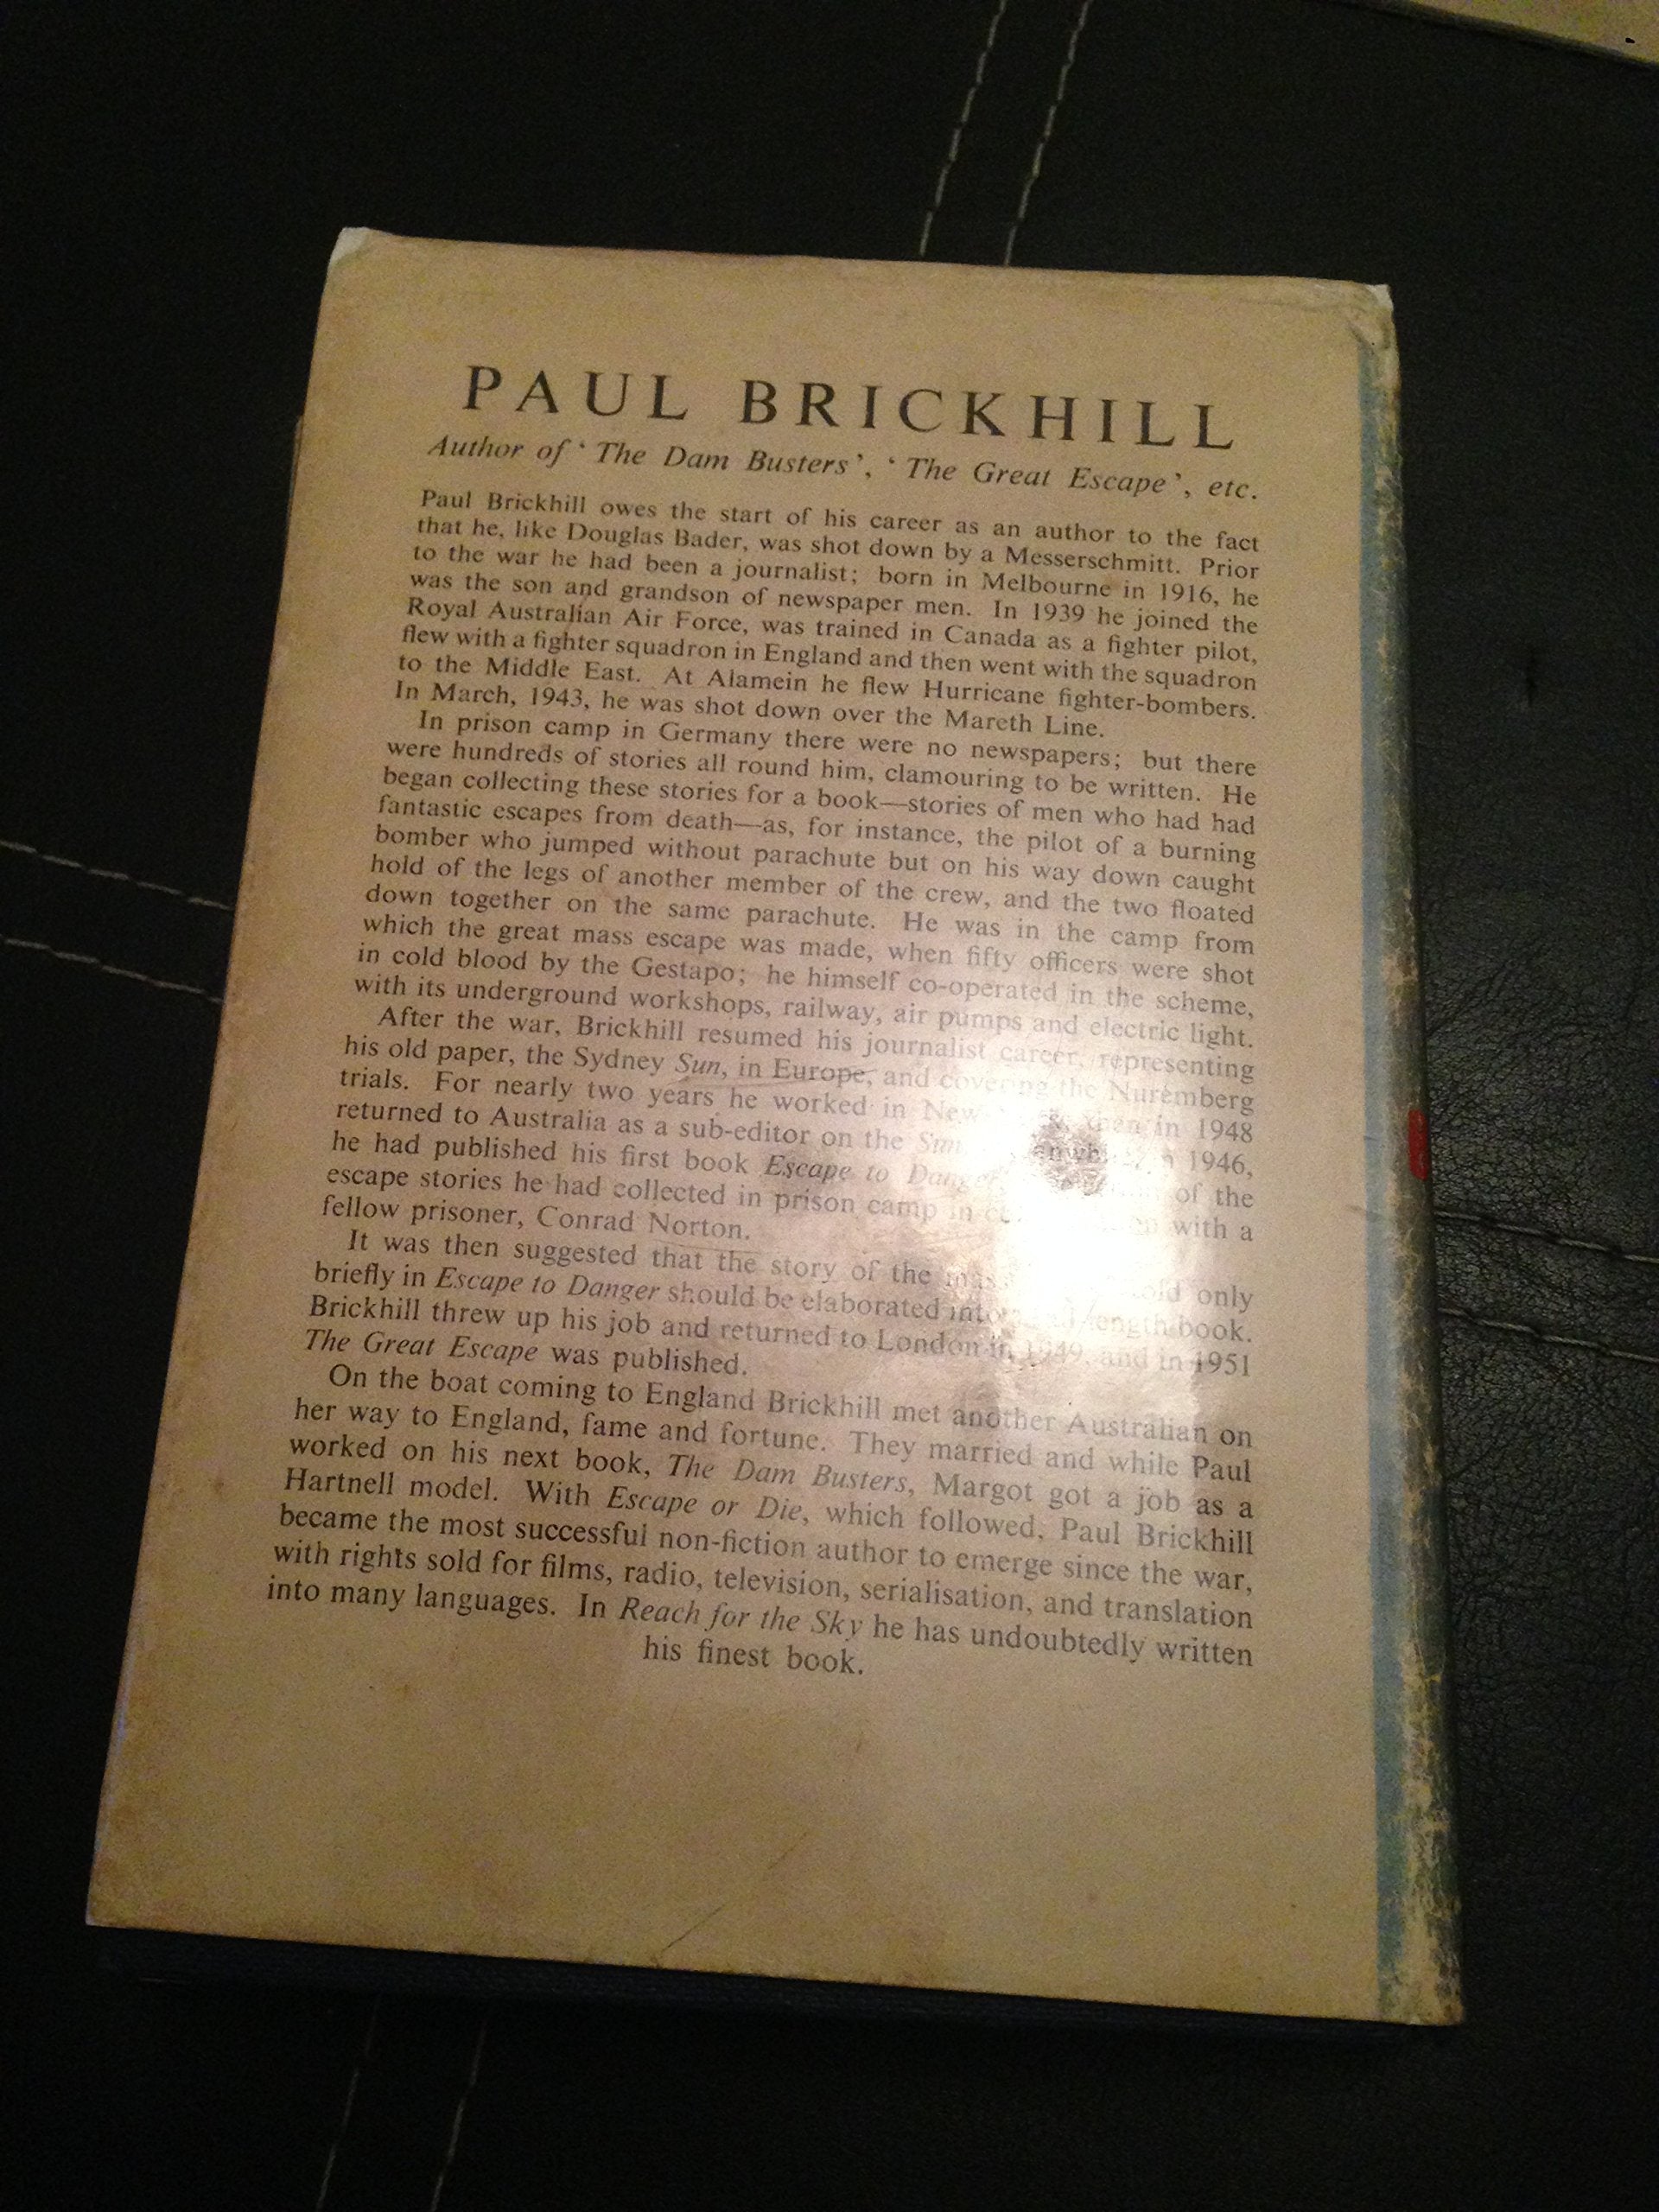 PAUL BRICKHILL
Author of ‘ The Dam Busters’, ‘ The Great Escape’, etc.
Paul Brickhill owes the start of his career as an author to the fact
that he, like Douglas Bader, was shot down by a Messerschmitt. Prior
to the war he had been a journalist; born in Melbourne in 1916, he
was the son and grandson of newspaper men. In 1939 he joined the
Royal Australian Air Force, was trained in Canada as a fighter pilot,
flew with a fighter squadron in England and then went with the squadron
to the Middle East. At Alamein he flew Hurricane fighter-bombers.
In March, 1943, he was shot down over the Mareth Line.
In prison camp in Germany there were no newspapers; but there
were hundreds of stories all round him, clamouring to be written. He
began collecting these stories for a book—stories of men who had had
fantastic escapes from death—as, for instance, the pilot of a burning
bomber who jumped without parachute but on his way down caught
hold of the legs of another member of the crew, and the two floated
down together on the same parachute. He was in the camp from
which the great mass escape was made, when fifty officers were shot
in cold blood by the Gestapo; he himself co-operated in the scheme,
with its underground workshops, railway, air pumps and electric light.
After the war, Brickhill resumed his journalist career, representing
his old paper, the Sydney Sun, in Europe, and covering the Nuremberg
trials. For nearly two years he worked in New then in 1948
returned to Australia as a sub-editor on the Sun 1946,
he had published his first book Escape to Danger of the
escape stories he had collected in prison camp in with a
fellow prisoner, Conrad Norton.
It was then suggested that the story of the told only
briefly in Escape to Danger should be elaborated into length book.
Brickhill threw up his job and returned to London in 1949, and in 1951
The Great Escape was published.
On the boat coming to England Brickhill met another Australian on
her way to England, fame and fortune. They married and while Paul
worked on his next book, The Dam Busters, Margot got a job as a
Hartnell model. With Escape or Die, which followed, Paul Brickhill
became the most successful non-fiction author to emerge since the war,
with rights sold for films, radio, television, serialisation, and translation
into many languages. In Reach for the Sky he has undoubtedly written
his finest book.